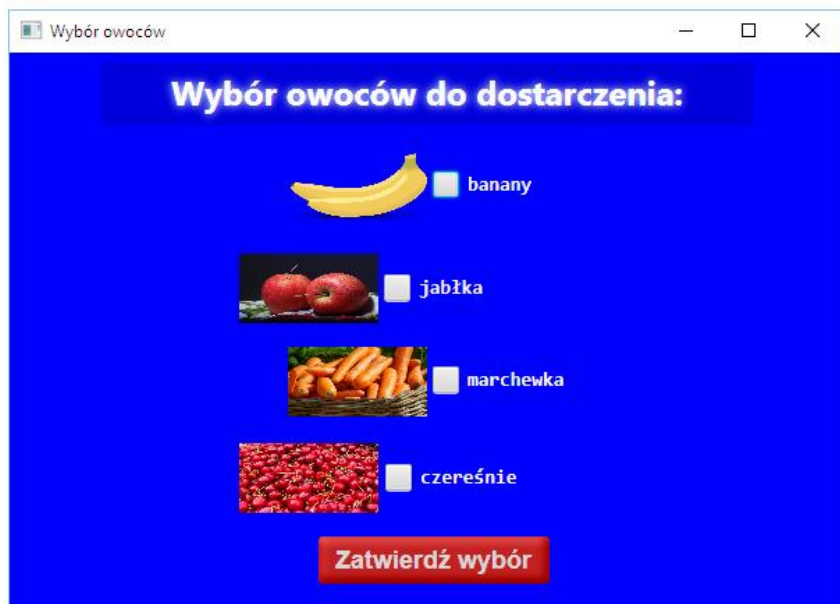 Wybór owoców
Wybór owoców do dostarczenia:
banany
jabłka
marchewka
czereśnie
Zatwierdź wybór